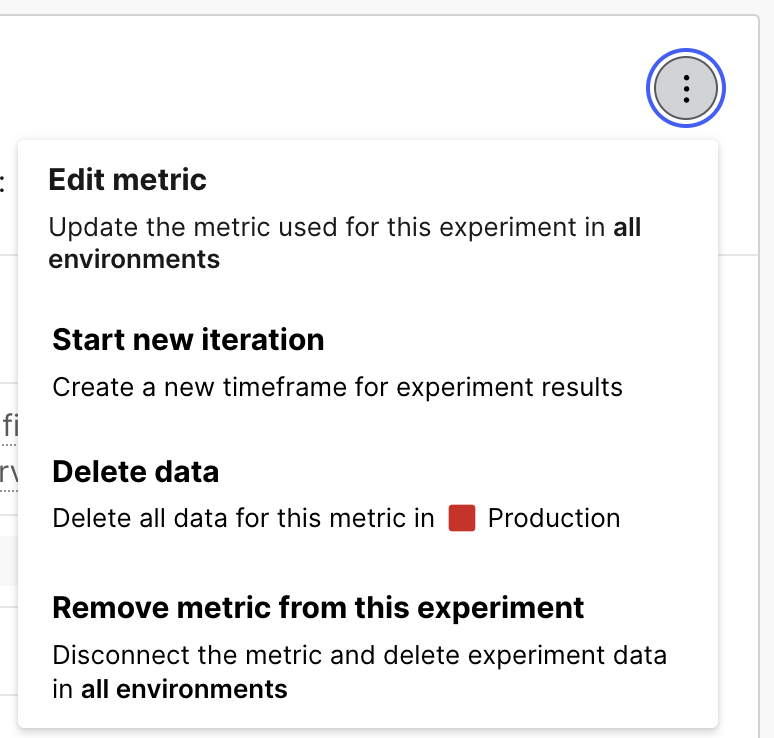 :
Edit metric
Update the metric used for this experiment in all
environments
Start new iteration
Create a new timeframe for experiment results
fi
rv
Delete data
Delete all data for this metric in Production
Remove metric from this experiment
Disconnect the metric and delete experiment data
in all environments